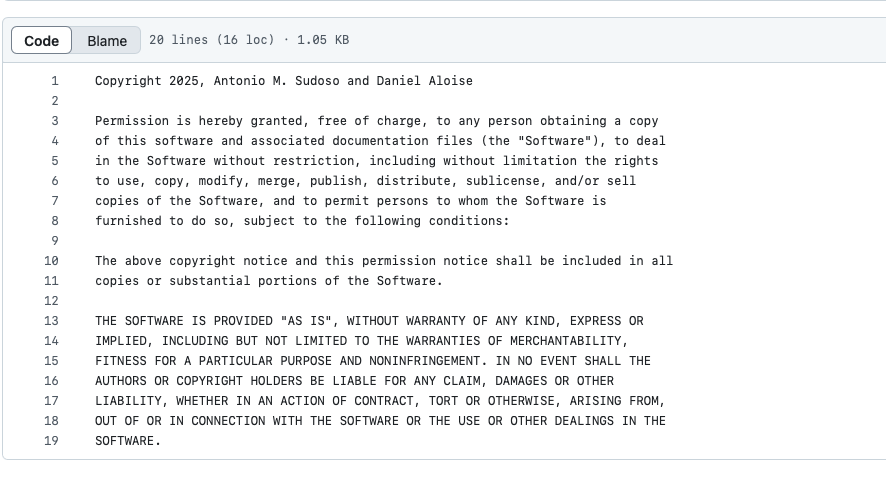 Code Blame 20 lines (16 loc) · 1.05 KB
1 Copyright 2025, Antonio M. Sudoso and Daniel Aloise
2
3 Permission is hereby granted, free of charge, to any person obtaining a copy
4 of this software and associated documentation files (the "Software"), to deal
5 in the Software without restriction, including without limitation the rights
6 to use, copy, modify, merge, publish, distribute, sublicense, and/or sell
7 copies of the Software, and to permit persons to whom the Software is
8 furnished to do so, subject to the following conditions:
9
10 The above copyright notice and this permission notice shall be included in all
11 copies or substantial portions of the Software.
12
13 THE SOFTWARE IS PROVIDED "AS IS", WITHOUT WARRANTY OF ANY KIND, EXPRESS OR
14 IMPLIED, INCLUDING BUT NOT LIMITED TO THE WARRANTIES OF MERCHANTABILITY,
15 FITNESS FOR A PARTICULAR PURPOSE AND NONINFRINGEMENT. IN NO EVENT SHALL THE
16 AUTHORS OR COPYRIGHT HOLDERS BE LIABLE FOR ANY CLAIM, DAMAGES OR OTHER
17 LIABILITY, WHETHER IN AN ACTION OF CONTRACT, TORT OR OTHERWISE, ARISING FROM,
18 OUT OF OR IN CONNECTION WITH THE SOFTWARE OR THE USE OR OTHER DEALINGS IN THE
19 SOFTWARE.